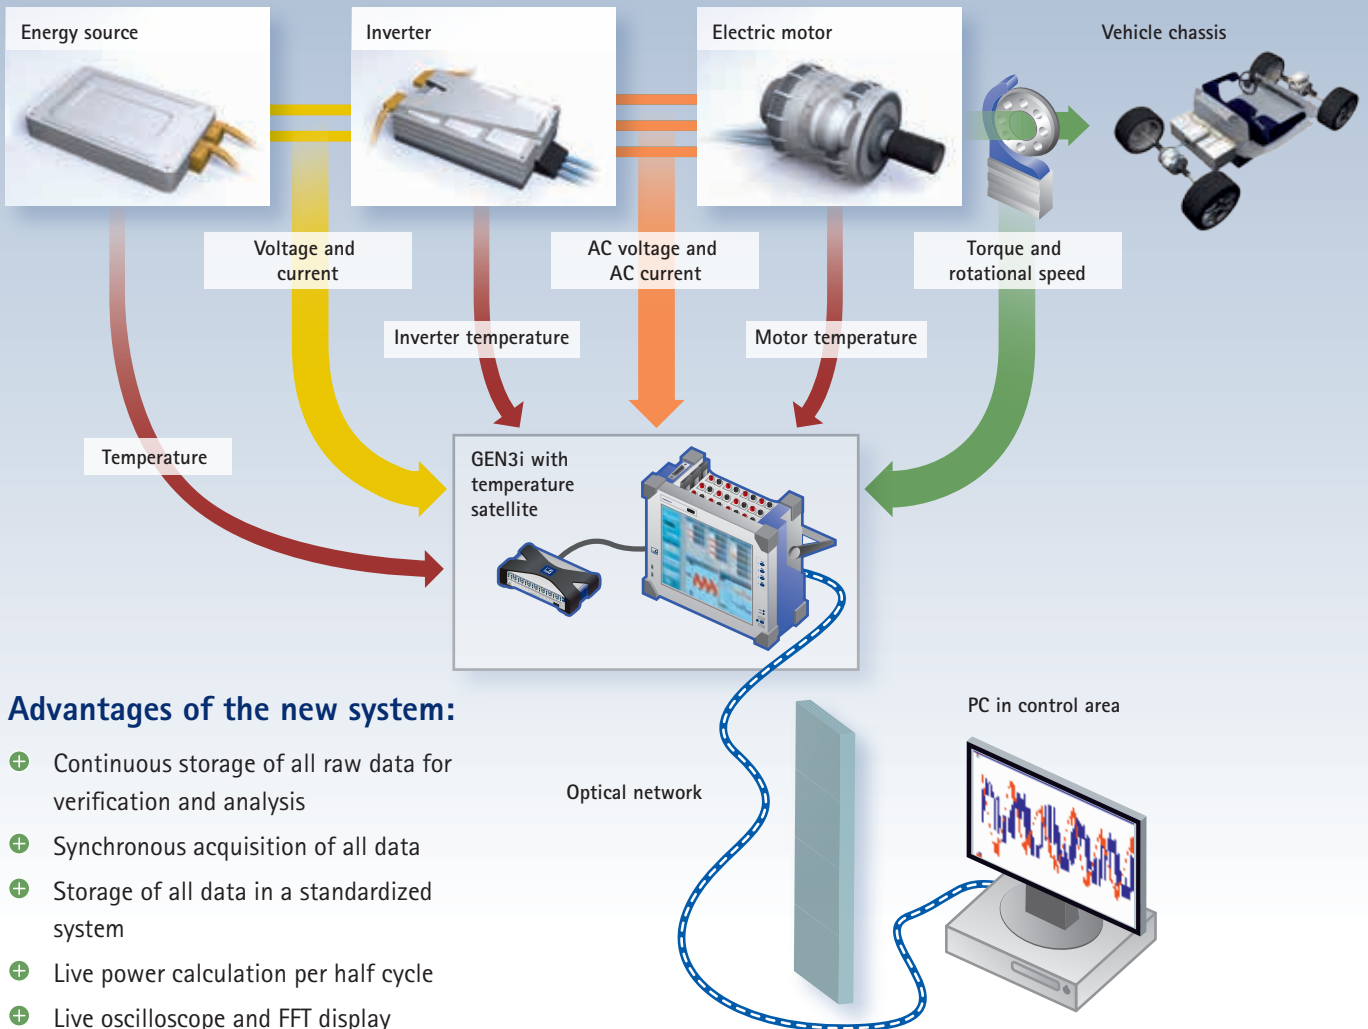 Energy source
Inverter
Electric motor
Vehicle chassis
Voltage and
current
AC voltage and
AC current
Torque and
rotational speed
Inverter temperature
Motor temperature
Temperature
GEN3i with
temperature
satellite
Advantages of the new system:
Continuous storage of all raw data for
verification and analysis
Synchronous acquisition of all data
Storage of all data in a standardized
system
Live power calculation per half cycle
Live oscilloscope and FFT display
Optical network
PC in control area